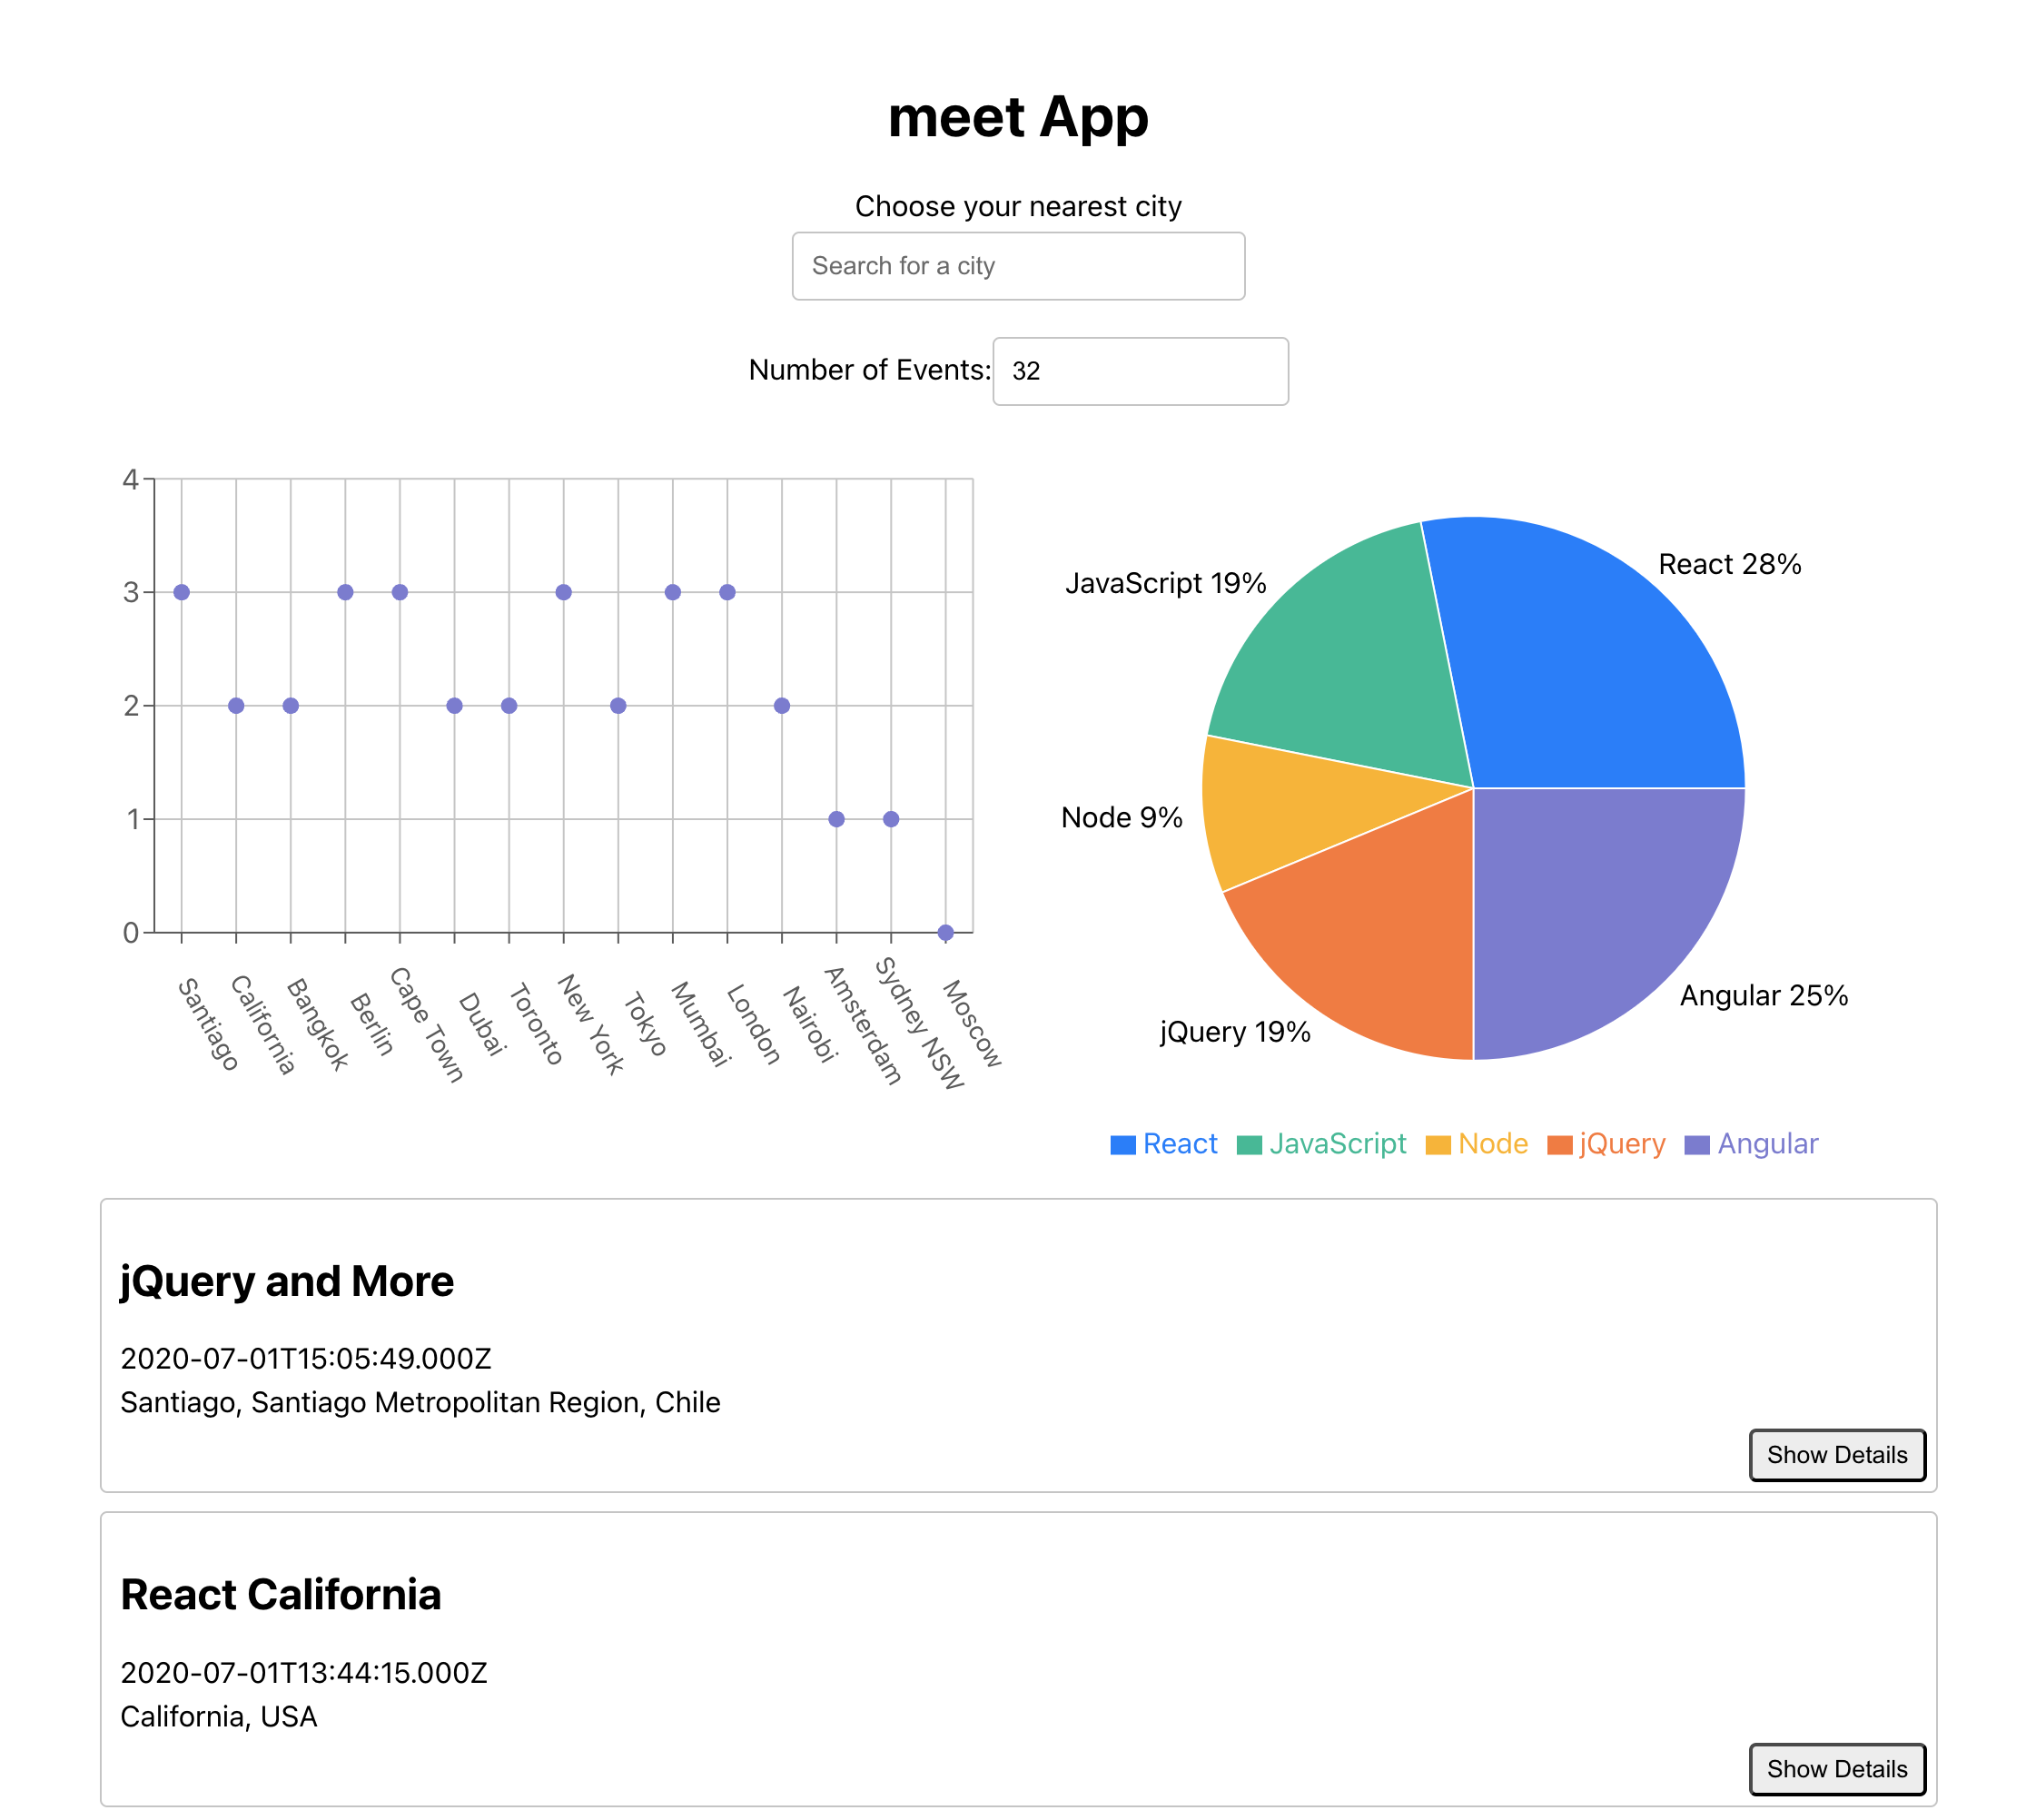 meet App
Choose your nearest city
Search for a city
Number of Events: 32
4
3
2
1
0
Santiago
California
Bangkok
Berlin
Cape Town
Dubai
Toronto
New York
Tokyo
Mumbai
London
Nairobi
Amsterdam
Sydney NSW
Moscow
React 28%
JavaScript 19%
Node 9%
jQuery 19%
Angular 25%
React JavaScript Node jQuery Angular
jQuery and More
2020-07-01T15:05:49.000Z
Santiago, Santiago Metropolitan Region, Chile
Show Details
React California
2020-07-01T13:44:15.000Z
California, USA
Show Details